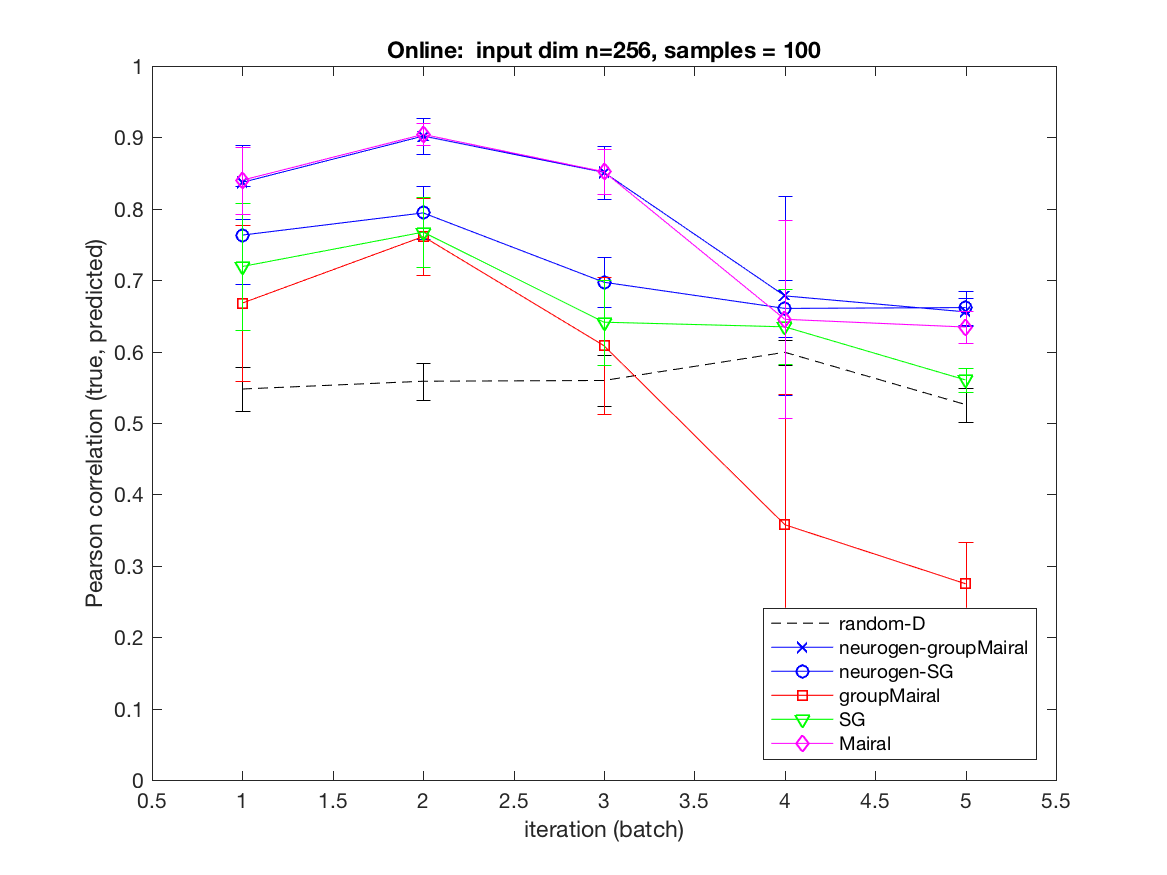 Online:  input dim n=256, samples = 100
Pearson correlation (true, predicted)
1
0.9
0.8
0.7
0.6
0.5
0.4
0.3
0.2
0.1
0
random-D
neurogen-groupMairal
neurogen-SG
groupMairal
SG
Mairal
0.5 1 1.5 2 2.5 3 3.5 4 4.5 5 5.5
iteration (batch)